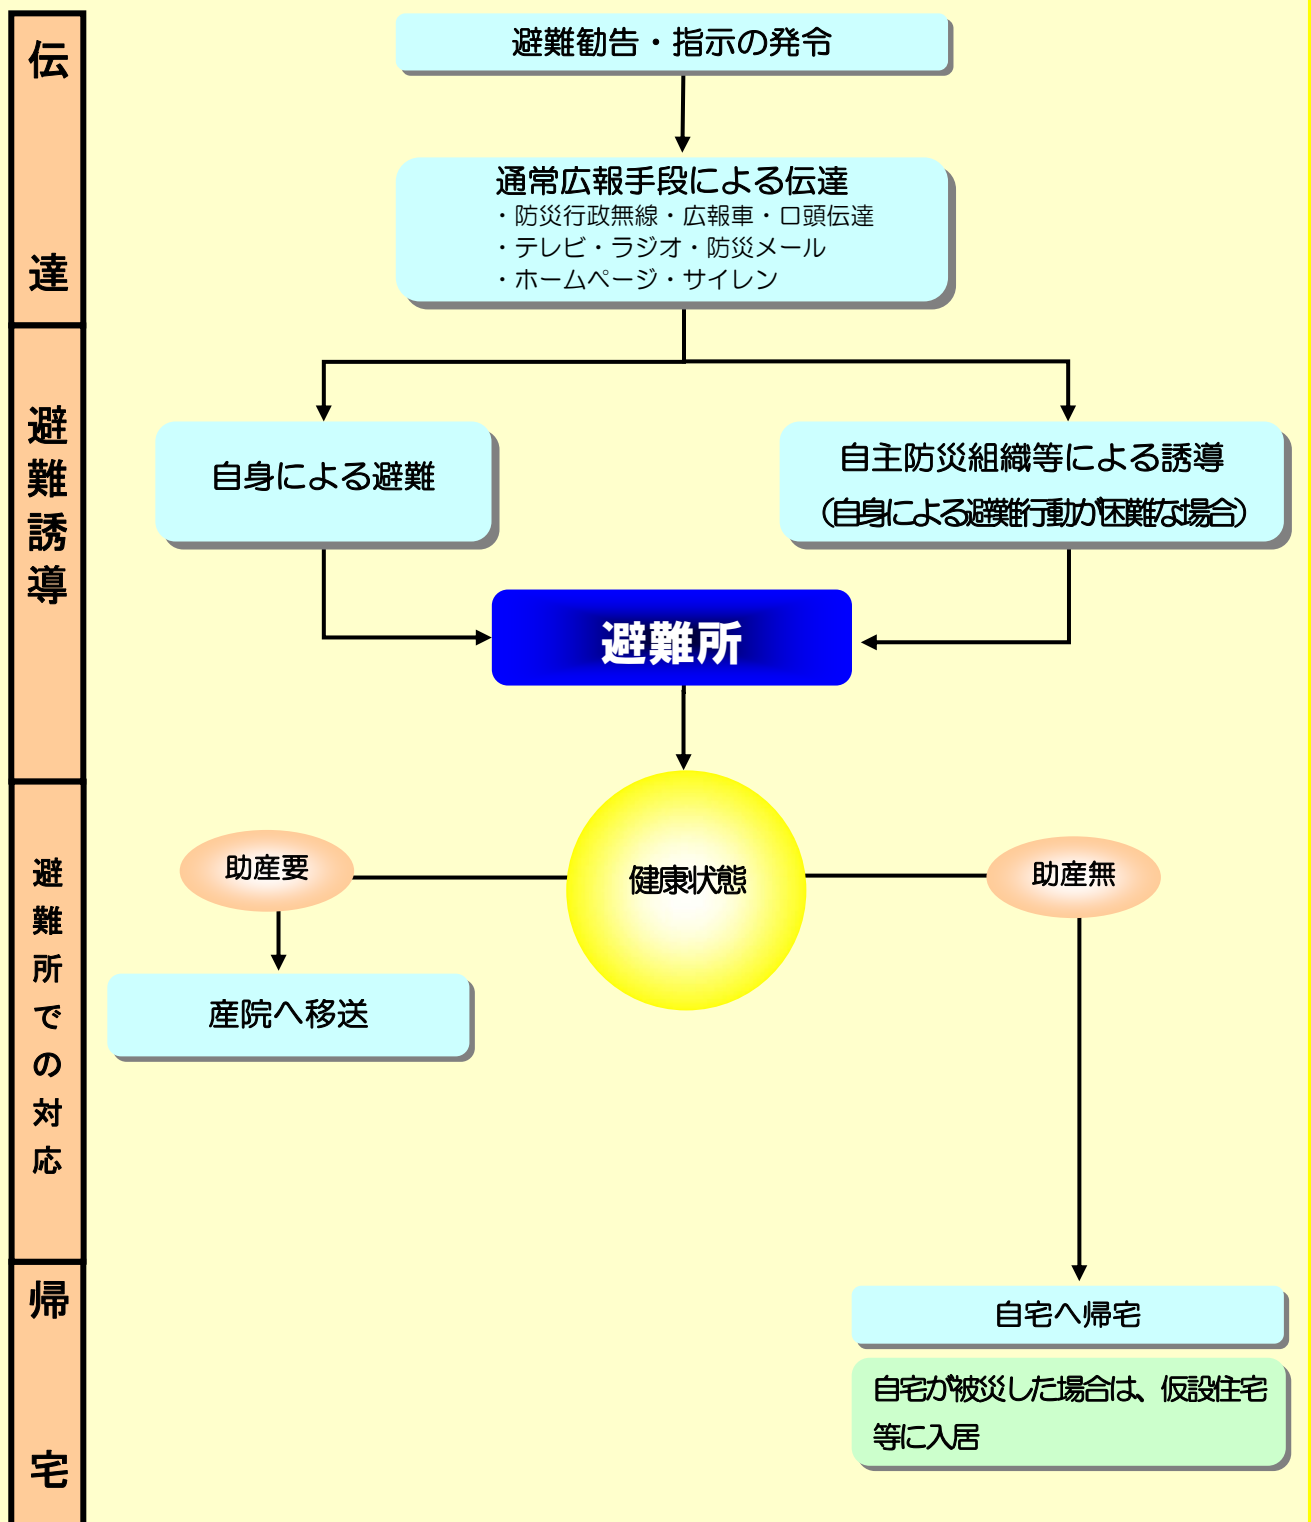 伝達
避難勧告・指示の発令
通常広報手段による伝達
・防災行政無線・広報車・口頭伝達
・テレビ・ラジオ・防災メール
・ホームページ・サイレン
避難誘導
自身による避難
自主防災組織等による誘導
(自身による避難行動が困難な場合)
避難所
避難所での対応
助産要
健康状態
助産無
産院へ移送
帰宅
自宅へ帰宅
自宅が被災した場合は、仮設住宅
等に入居